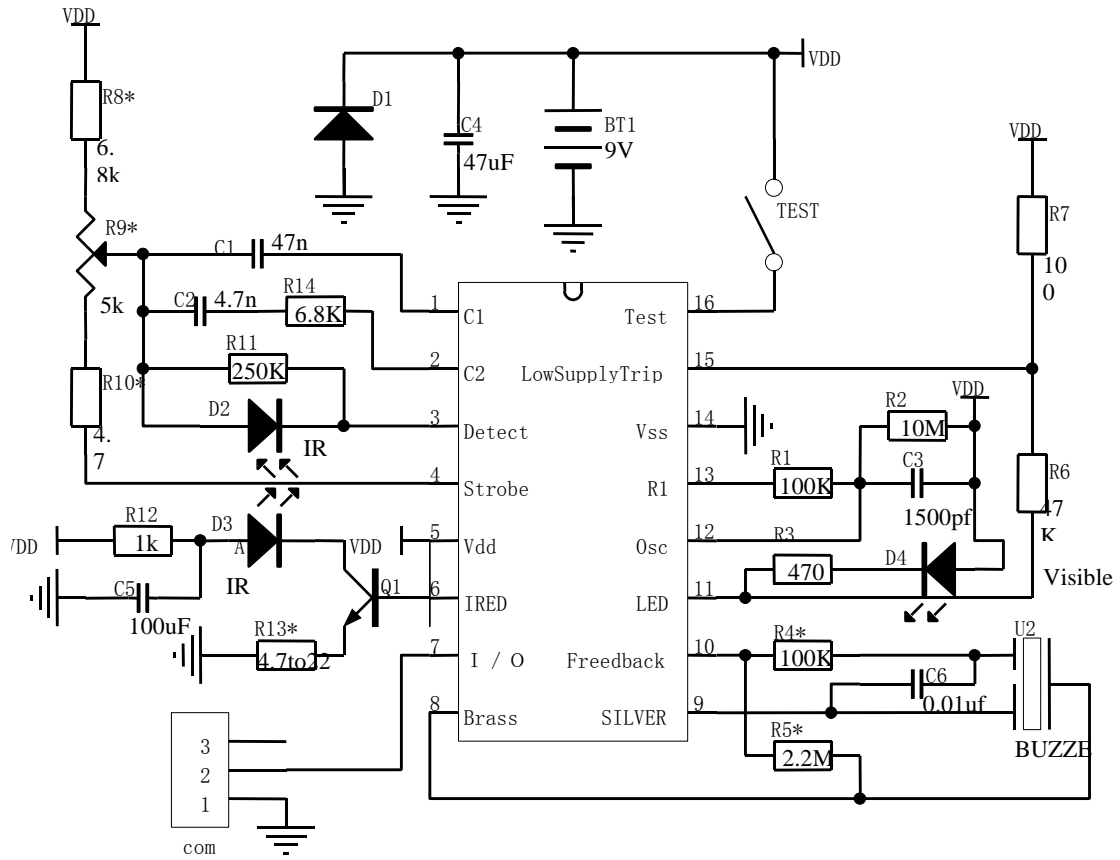 VDD
R8*
6.
8k
R9*
5k
R10*
4.
7
C1
47n
C2
4.7n
R14
6.8K
R11
250K
D2
IR
D1
C4
47uF
BT1
9V
VDD
TEST
VDD
R7
10
0
1
C1
2
C2
3
Detect
4
Strobe
5
Vdd
6
IRED
7
I / O
8
Brass
16
Test
15
LowSupplyTrip
14
Vss
13
R1
12
Osc
11
LED
10
Freedback
9
SILVER
VDD
R2
10M
R1
100K
C3
1500pf
R3
470
D4
R6
47
K
Visible
VDD
R12
1k
D3
A
IR
VDD
C5
100uF
Q1
R13*
4.7to22
R4*
100K
C6
0.01uf
R5*
2.2M
U2
BUZZE
3
2
1
com